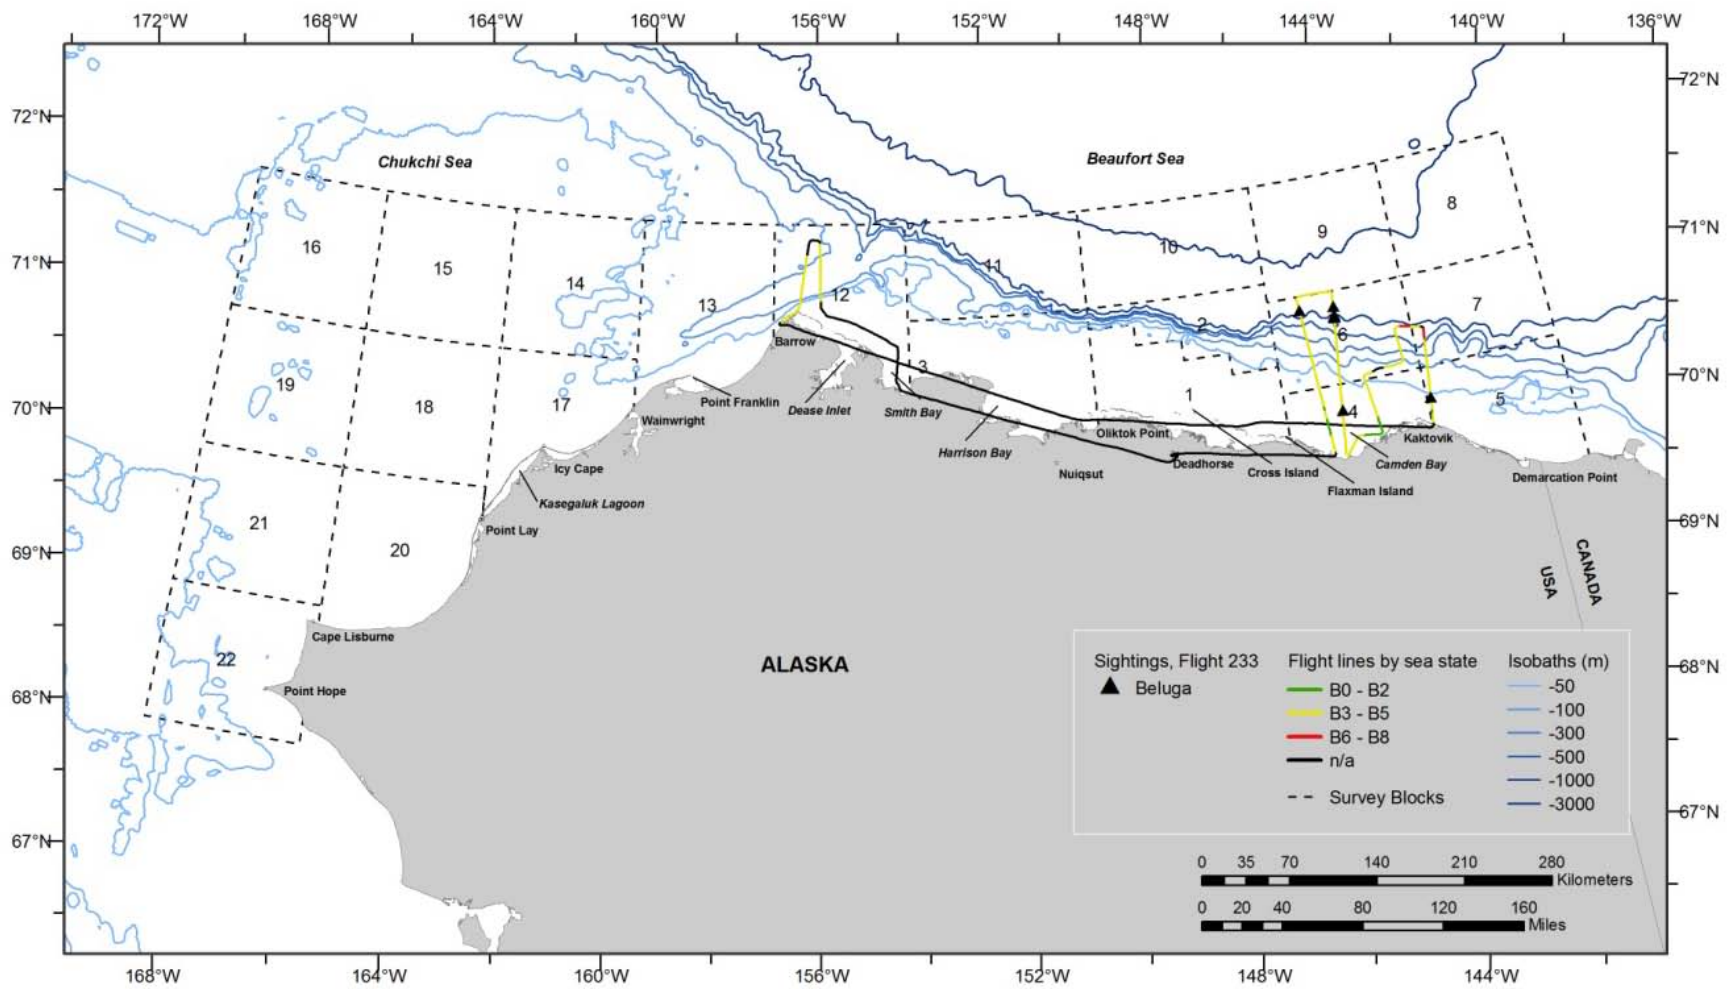 172°W 168°W 164°W 160°W 156°W 152°W 148°W 144°W 140°W 136°W
72°N 72°N
Chukchi Sea Beaufort Sea
8
71°N 9 71°N
16 10
15 11
14 12 7
13 2
6
Barrow
70°N 3 70°N
19 1 5
18 17 Point Franklin Dease Inlet Smith Bay 4
Wainwright Oliktok Point Kaktovik
Harrison Bay
Icy Cape Deadhorse Cross Island Camden Bay
Nuiqsut Flaxman Island Demarcation Point
Kasegaluk Lagoon
21 69°N
Point Lay
69°N 20
CANADA
USA
Cape Lisburne
22 ALASKA 68°N
Point Hope
68°N
Sightings, Flight 233
Beluga
Flight lines by sea state
B0 - B2
B3 - B5
B6 - B8
n/a
Survey Blocks
Isobaths (m)
-50
-100
-300
-500
-1000
-3000
67°N 67°N
0 35 70 140 210 280
Kilometers
0 20 40 80 120 160
Miles
168°W 164°W 160°W 156°W 152°W 148°W 144°W